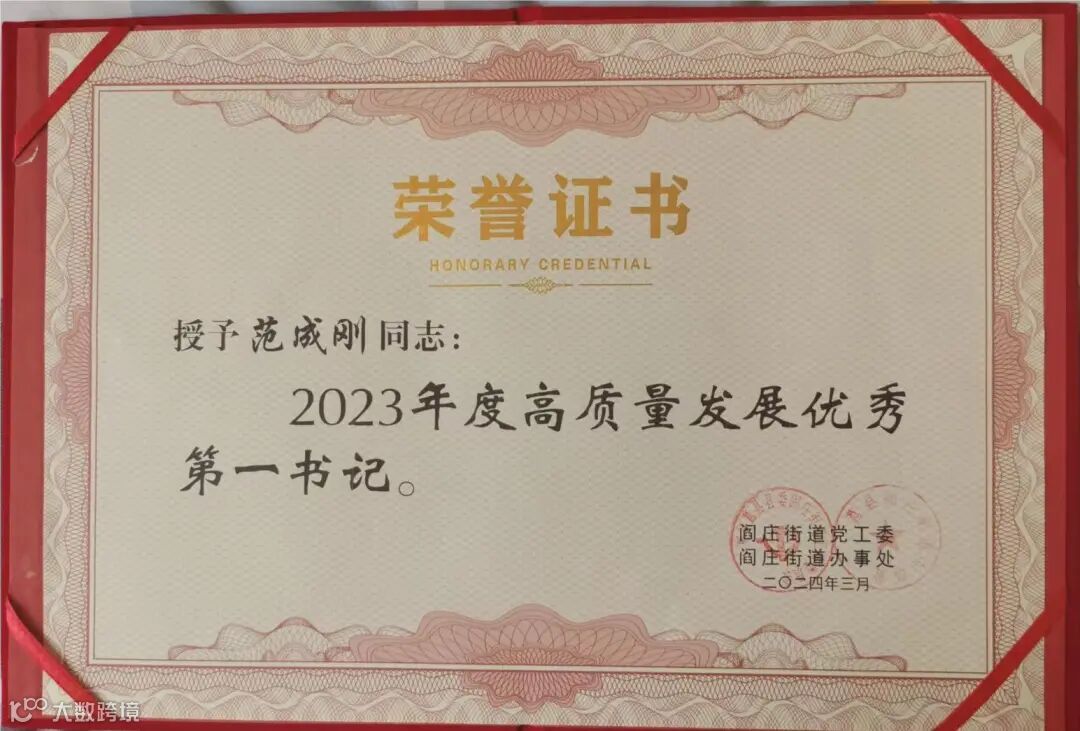 荣誉证书
HONORARY CREDENTIAL
授予范成刚同志：
2023年度高质量发展优秀
第一书记。
阎庄街道党工委
阎庄街道办事处
二〇二四年三月
大数跨境